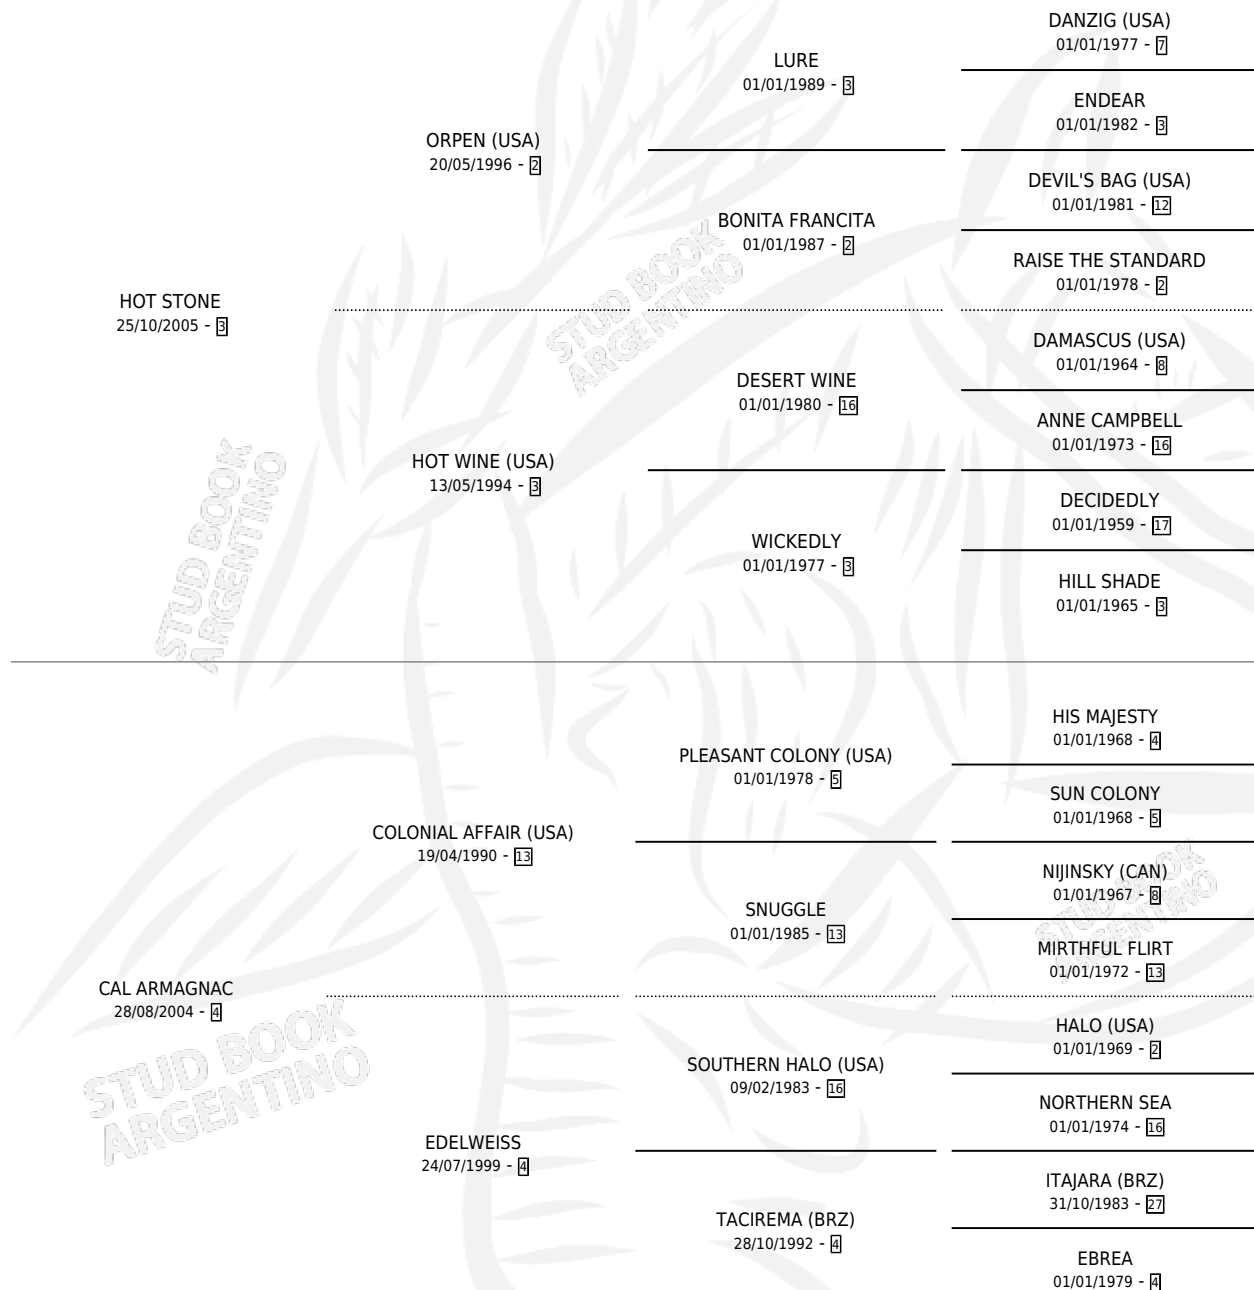 HOT STONE
25/10/2005 - 3
ORPEN (USA)
20/05/1996 - 2
LURE
01/01/1989 - 3
DANZIG (USA)
01/01/1977 - 7
ENDEAR
01/01/1982 - 3
BONITA FRANCITA
01/01/1987 - 2
DEVIL'S BAG (USA)
01/01/1981 - 12
RAISE THE STANDARD
01/01/1978 - 2
HOT WINE (USA)
13/05/1994 - 3
DESERT WINE
01/01/1980 - 16
DAMASCUS (USA)
01/01/1964 - 8
ANNE CAMPBELL
01/01/1973 - 16
WICKEDLY
01/01/1977 - 3
DECIDEDLY
01/01/1959 - 17
HILL SHADE
01/01/1965 - 3
CAL ARMAGNAC
28/08/2004 - 4
COLONIAL AFFAIR (USA)
19/04/1990 - 13
PLEASANT COLONY (USA)
01/01/1978 - 5
HIS MAJESTY
01/01/1968 - 4
SUN COLONY
01/01/1968 - 5
SNUGGLE
01/01/1985 - 13
NIJINSKY (CAN)
01/01/1967 - 8
MIRTHFUL FLIRT
01/01/1972 - 13
EDELWEISS
24/07/1999 - 4
SOUTHERN HALO (USA)
09/02/1983 - 16
HALO (USA)
01/01/1969 - 2
NORTHERN SEA
01/01/1974 - 16
TACIREMA (BRZ)
28/10/1992 - 4
ITAJARA (BRZ)
31/10/1983 - 27
EBREA
01/01/1979 - 4
STUD BOOK
ARGENTINO
STUD BOOK
ARGENTINO
STUD BOOK
ARGENTINO
STUD BOOK
ARGENTINO